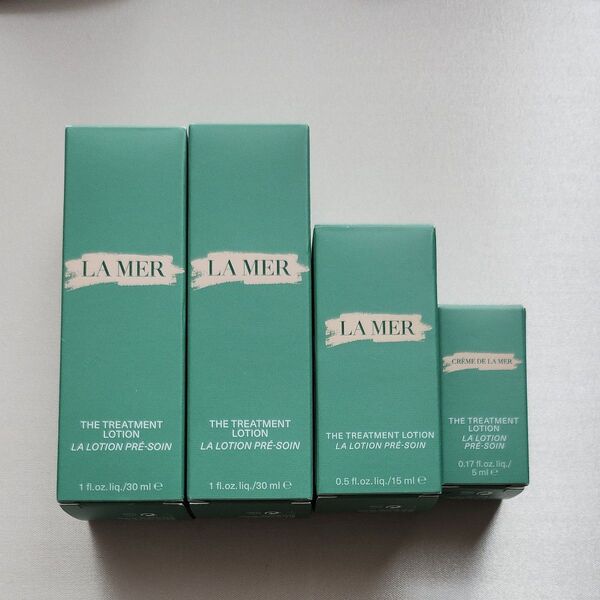 LA MER
THE TREATMENT
LOTION
LA LOTION PRÉ-SOIN
1 fl.oz.liq./30 ml ℮
LA MER
THE TREATMENT
LOTION
LA LOTION PRÉ-SOIN
1 fl.oz.liq./30 ml ℮
LA MER
THE TREATMENT LOTION
LA LOTION PRÉ-SOIN
0.5 fl.oz.liq./15 ml ℮
CRÈME DE LA MER
THE TREATMENT
LOTION
LA LOTION
PRÉ-SOIN
0.17 fl.oz.liq./
5 ml ℮